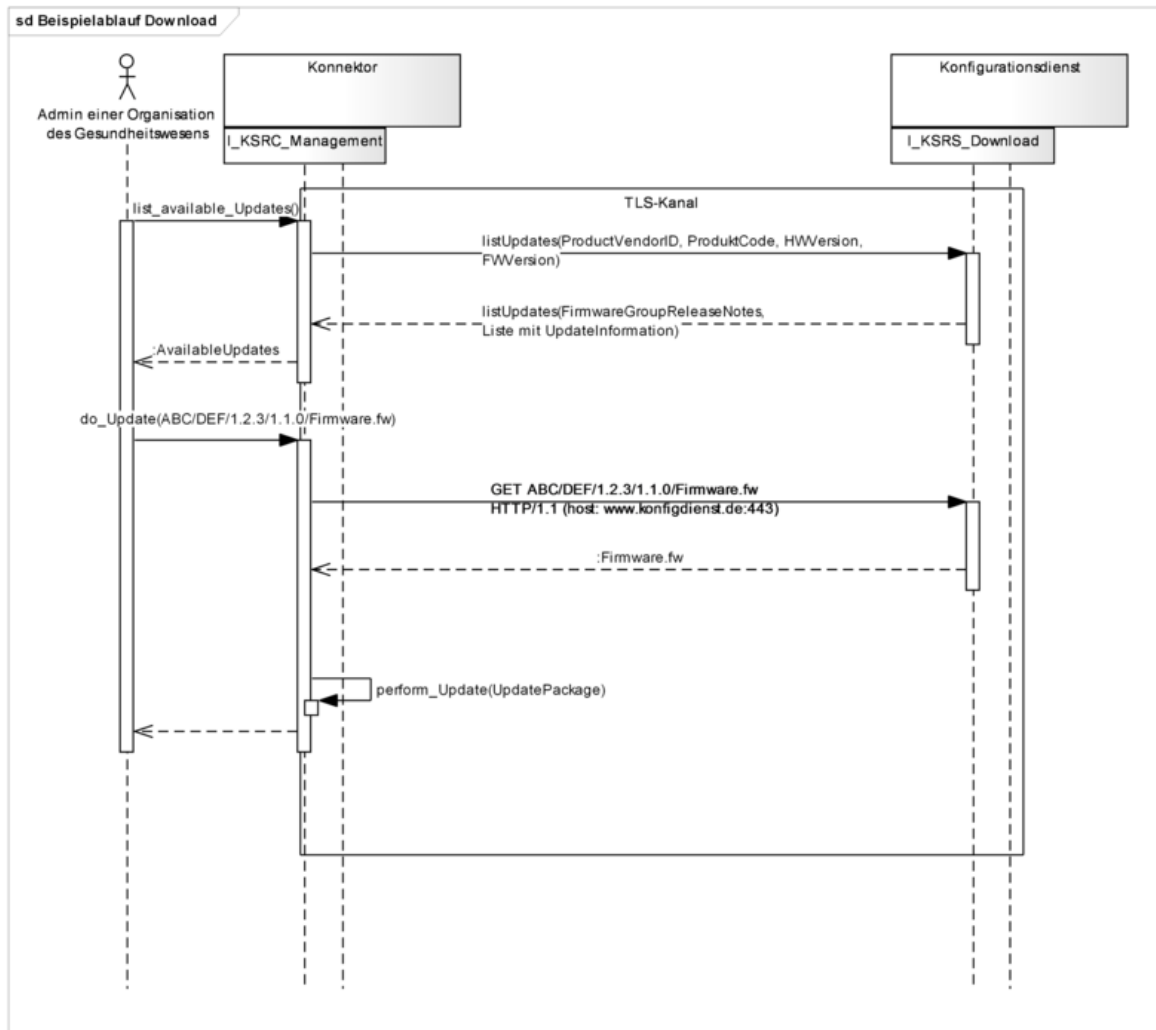 sd Beispielablauf Download
Konnektor
Konfigurationsdienst
Admin einer Organisation
des Gesundheitswesens
I_KSRC_Management
I_KSRS_Download
TLS-Kanal
list_available_Updates()
listUpdates(ProductVendorID, ProduktCode, HWVersion,
FWVersion)
listUpdates(FirmwareGroupReleaseNotes,
Liste mit UpdateInformation)
:AvailableUpdates
do_Update(ABC/DEF/1.2.3/1.1.0/Firmware.fw)
GET ABC/DEF/1.2.3/1.1.0/Firmware.fw
HTTP/1.1 (host: www.konfigdienst.de:443)
:Firmware.fw
perform_Update(UpdatePackage)